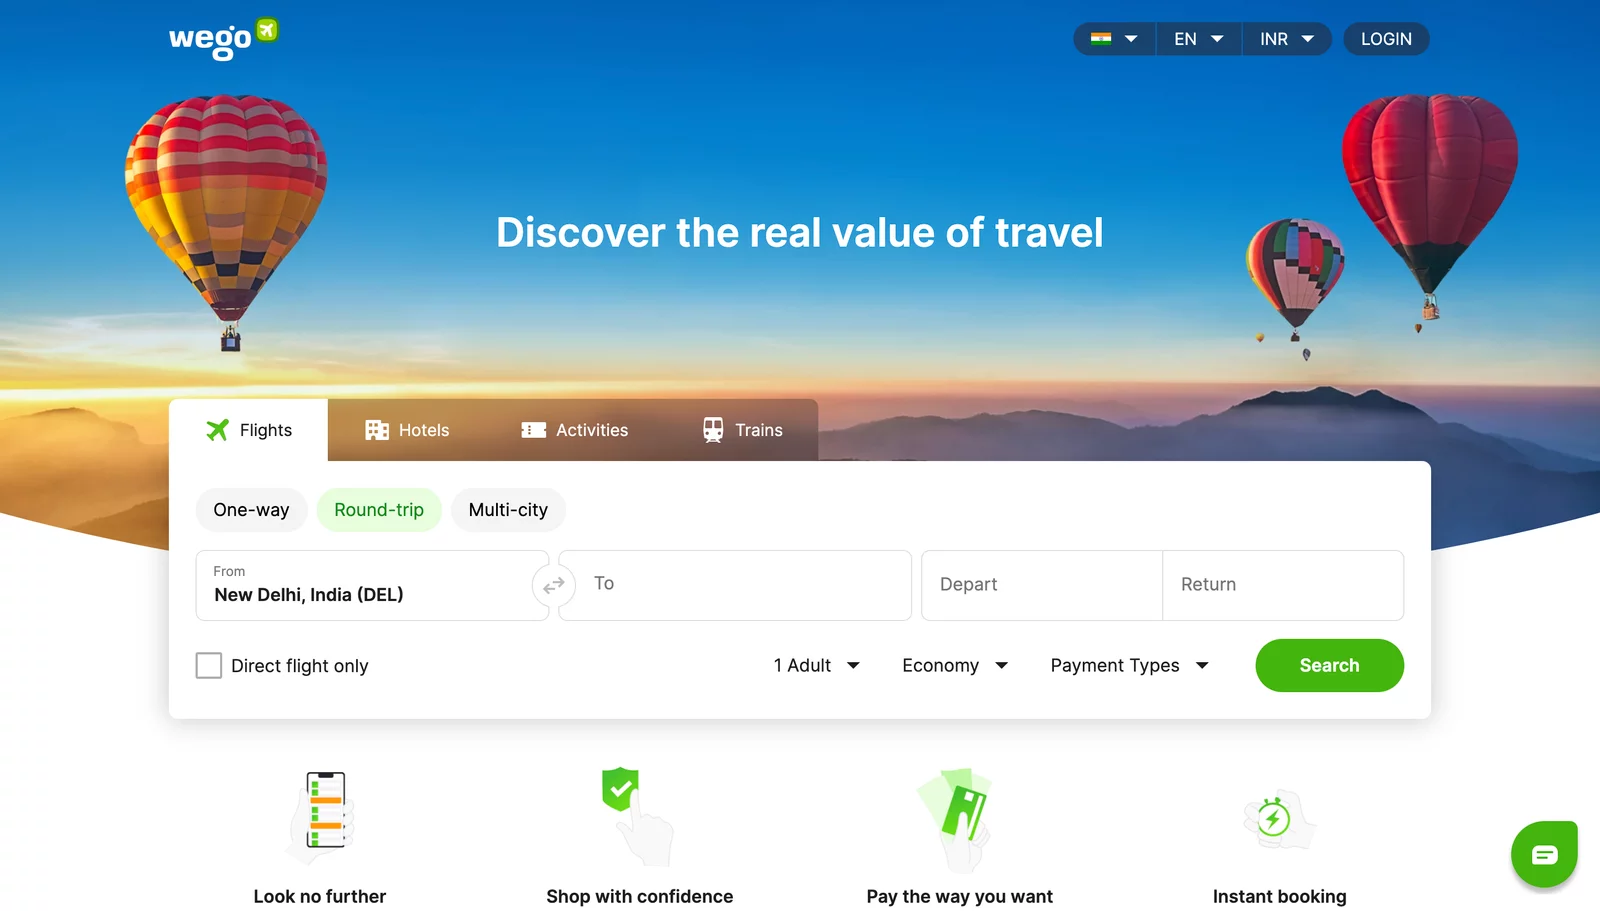 wego
EN
INR
LOGIN
Discover the real value of travel
Flights
Hotels
Activities
Trains
One-way
Round-trip
Multi-city
From
New Delhi, India (DEL)
To
Depart
Return
Direct flight only
1 Adult
Economy
Payment Types
Search
Look no further
Shop with confidence
Pay the way you want
Instant booking